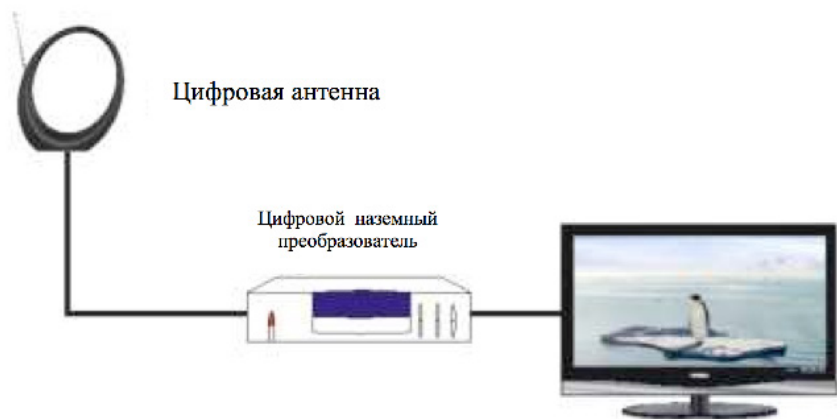 Цифровая антенна
Цифровой наземный
преобразователь